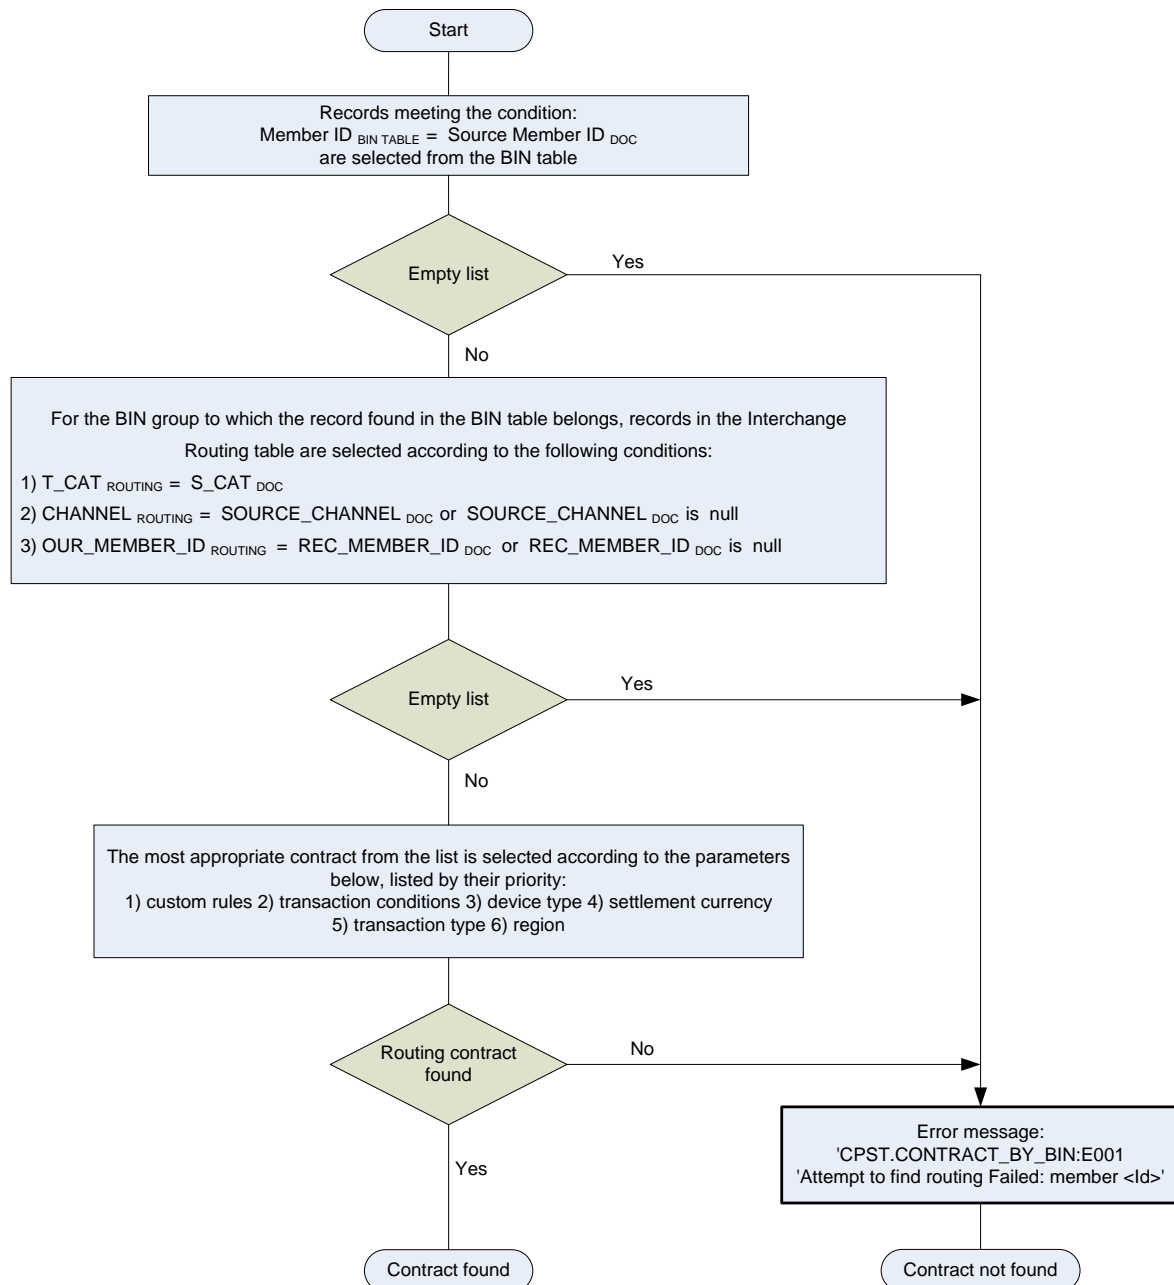 Start
Records meeting the condition:
Member ID BIN TABLE = Source Member ID DOC
are selected from the BIN table
Empty list
Yes
No
For the BIN group to which the record found in the BIN table belongs, records in the Interchange
Routing table are selected according to the following conditions:
1) T_CAT ROUTING = S_CAT DOC
2) CHANNEL ROUTING = SOURCE_CHANNEL DOC or SOURCE_CHANNEL DOC is null
3) OUR_MEMBER_ID ROUTING = REC_MEMBER_ID DOC or REC_MEMBER_ID DOC is null
Empty list
Yes
No
The most appropriate contract from the list is selected according to the parameters
below, listed by their priority:
1) custom rules 2) transaction conditions 3) device type 4) settlement currency
5) transaction type 6) region
Routing contract
found
No
Yes
Error message:
'CPST.CONTRACT_BY_BIN:E001
'Attempt to find routing Failed: member <Id>'
Contract found
Contract not found